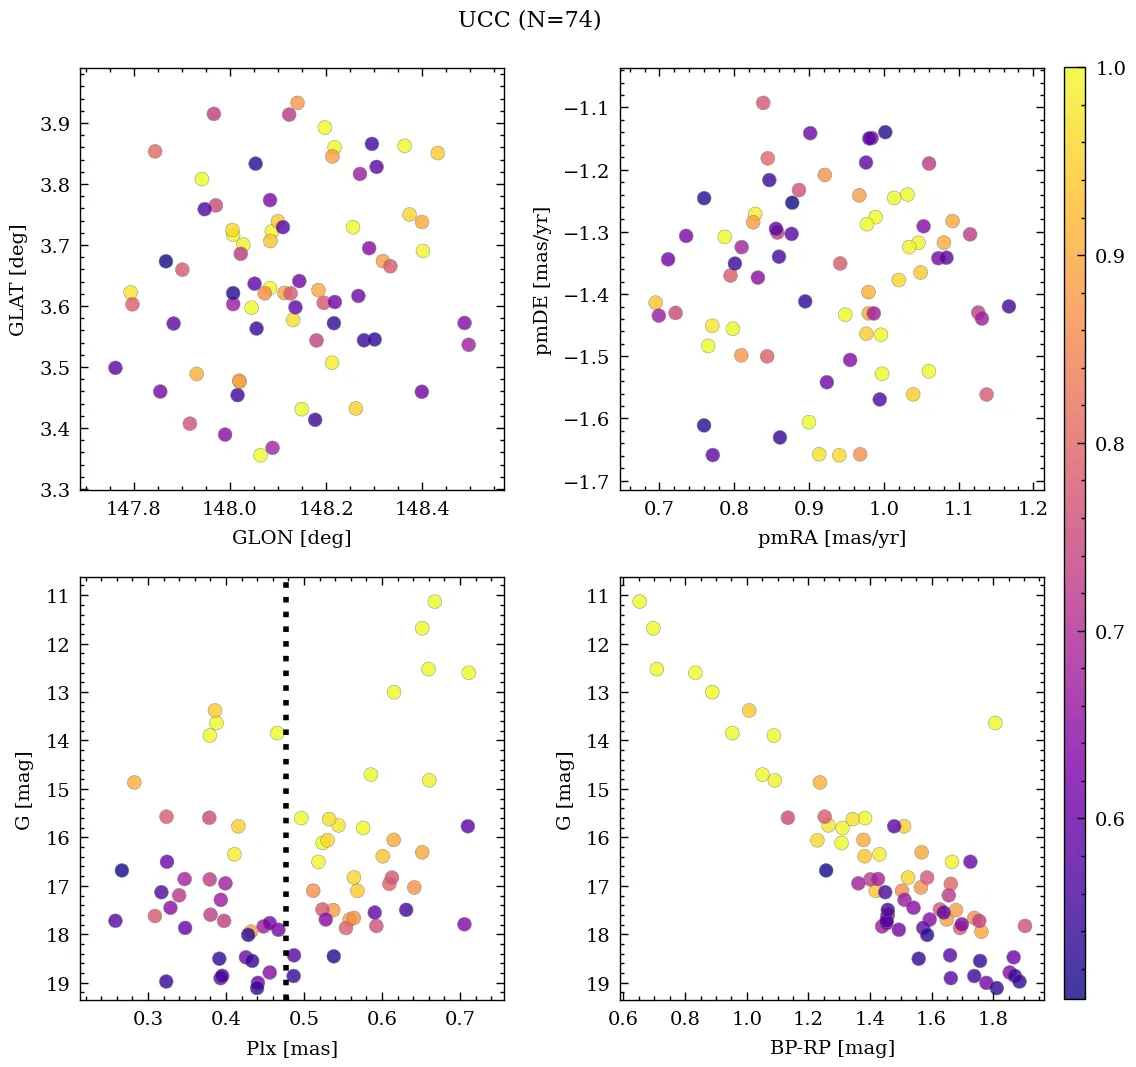 UCC (N=74)
3.9
3.8
3.7
3.6
3.5
3.4
3.3
GLAT [deg]
147.8 148.0 148.2 148.4
GLON [deg]
−1.1
−1.2
−1.3
−1.4
−1.5
−1.6
−1.7
pmDE [mas/yr]
0.7 0.8 0.9 1.0 1.1 1.2
pmRA [mas/yr]
11
12
13
14
15
16
17
18
19
G [mag]
0.3 0.4 0.5 0.6 0.7
Plx [mas]
11
12
13
14
15
16
17
18
19
G [mag]
0.6 0.8 1.0 1.2 1.4 1.6 1.8
BP-RP [mag]
1.0
0.9
0.8
0.7
0.6